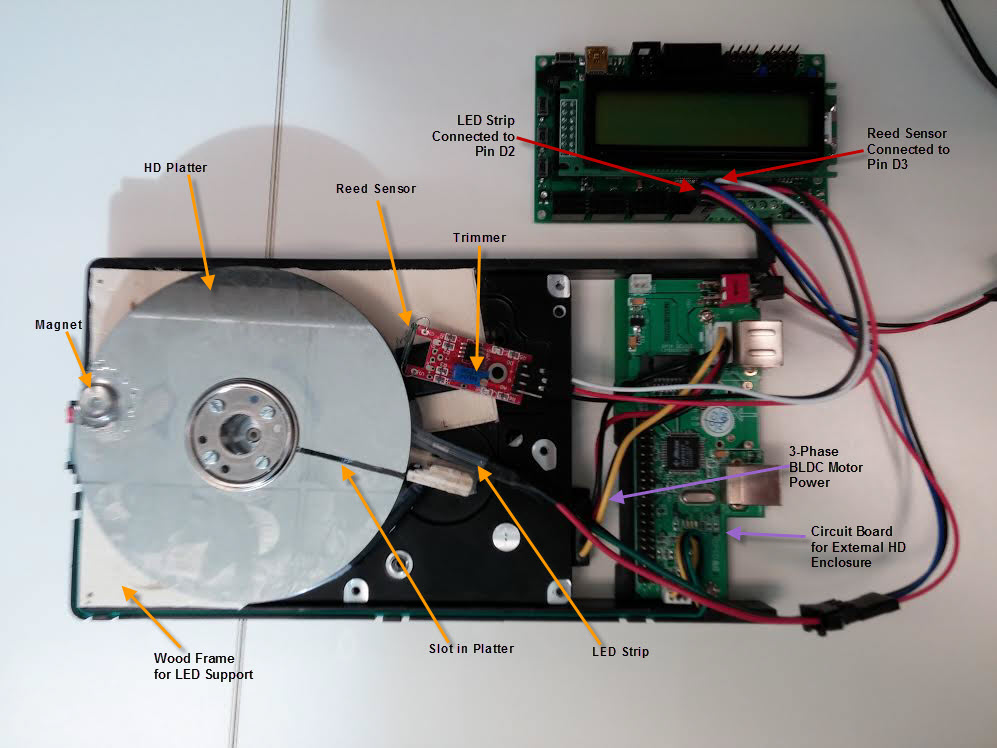 LED Strip
Connected to
Pin D2
Reed Sensor
Connected to
Pin D3
HD Platter
Reed Sensor
Trimmer
Magnet
3-Phase
BLDC Motor
Power
Circuit Board
for External HD
Enclosure
Slot in Platter
LED Strip
Wood Frame
for LED Support